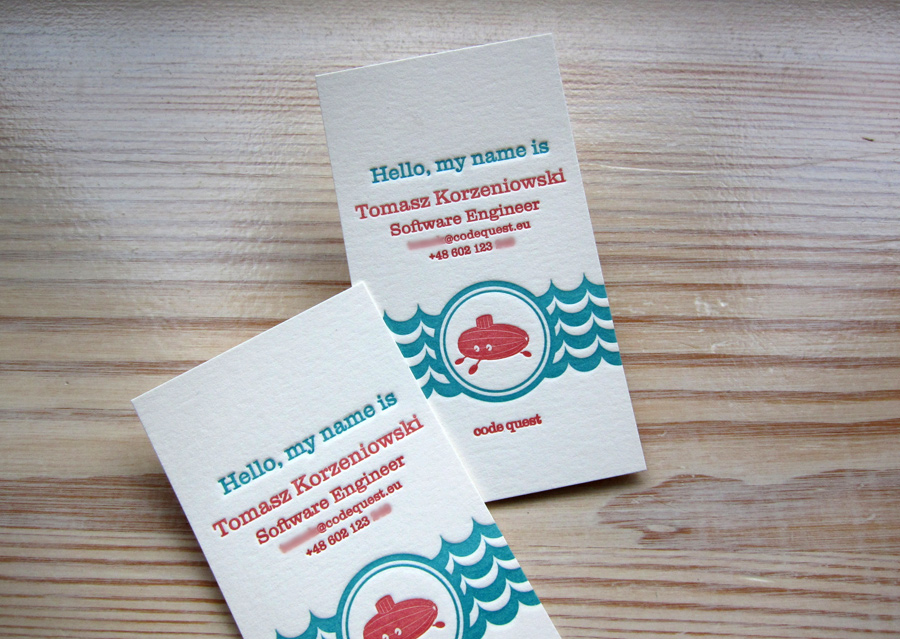 Hello, my name is
Tomasz Korzeniowski
Software Engineer
@codequest.eu
+48 602 123
code quest
Hello, my name is
Tomasz Korzeniowski
Software Engineer
@codequest.eu
+48 602 123